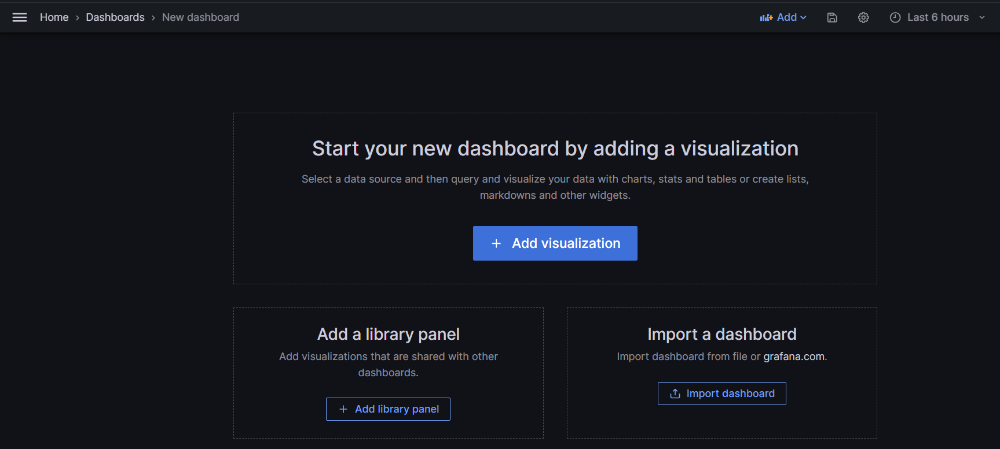 Home › Dashboards › New dashboard
Add
Last 6 hours
Start your new dashboard by adding a visualization
Select a data source and then query and visualize your data with charts, stats and tables or create lists,
markdowns and other widgets.
+ Add visualization
Add a library panel
Add visualizations that are shared with other
dashboards.
+ Add library panel
Import a dashboard
Import dashboard from file or grafana.com.
Import dashboard